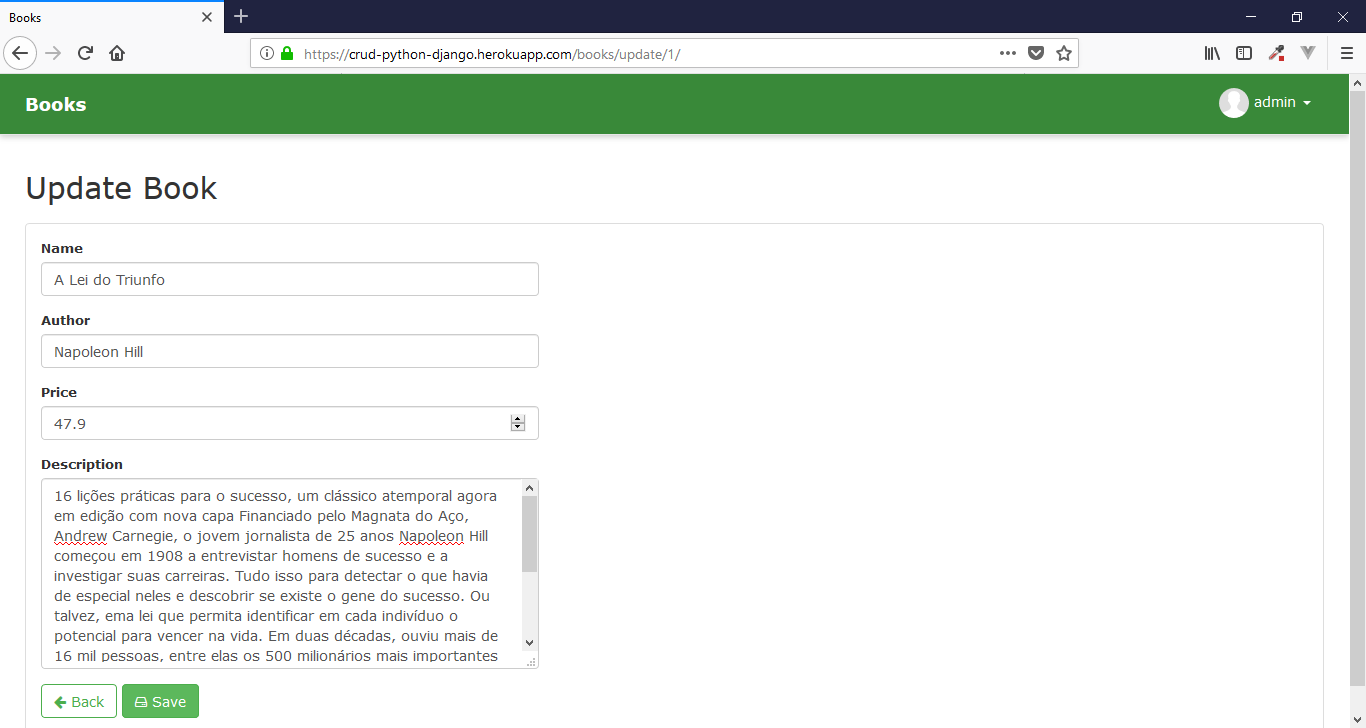 Books
https://crud-python-django.herokuapp.com/books/update/1/
Books
admin
Update Book
Name
A Lei do Triunfo
Author
Napoleon Hill
Price
47.9
Description
16 lições práticas para o sucesso, um clássico atemporal agora
em edição com nova capa Financiado pelo Magnata do Aço,
Andrew Carnegie, o jovem jornalista de 25 anos Napoleon Hill
começou em 1908 a entrevistar homens de sucesso e a
investigar suas carreiras. Tudo isso para detectar o que havia
de especial neles e descobrir se existe o gene do sucesso. Ou
talvez, ema lei que permita identificar em cada indivíduo o
potencial para vencer na vida. Em duas décadas, ouviu mais de
16 mil pessoas, entre elas os 500 milionários mais importantes
Back
Save